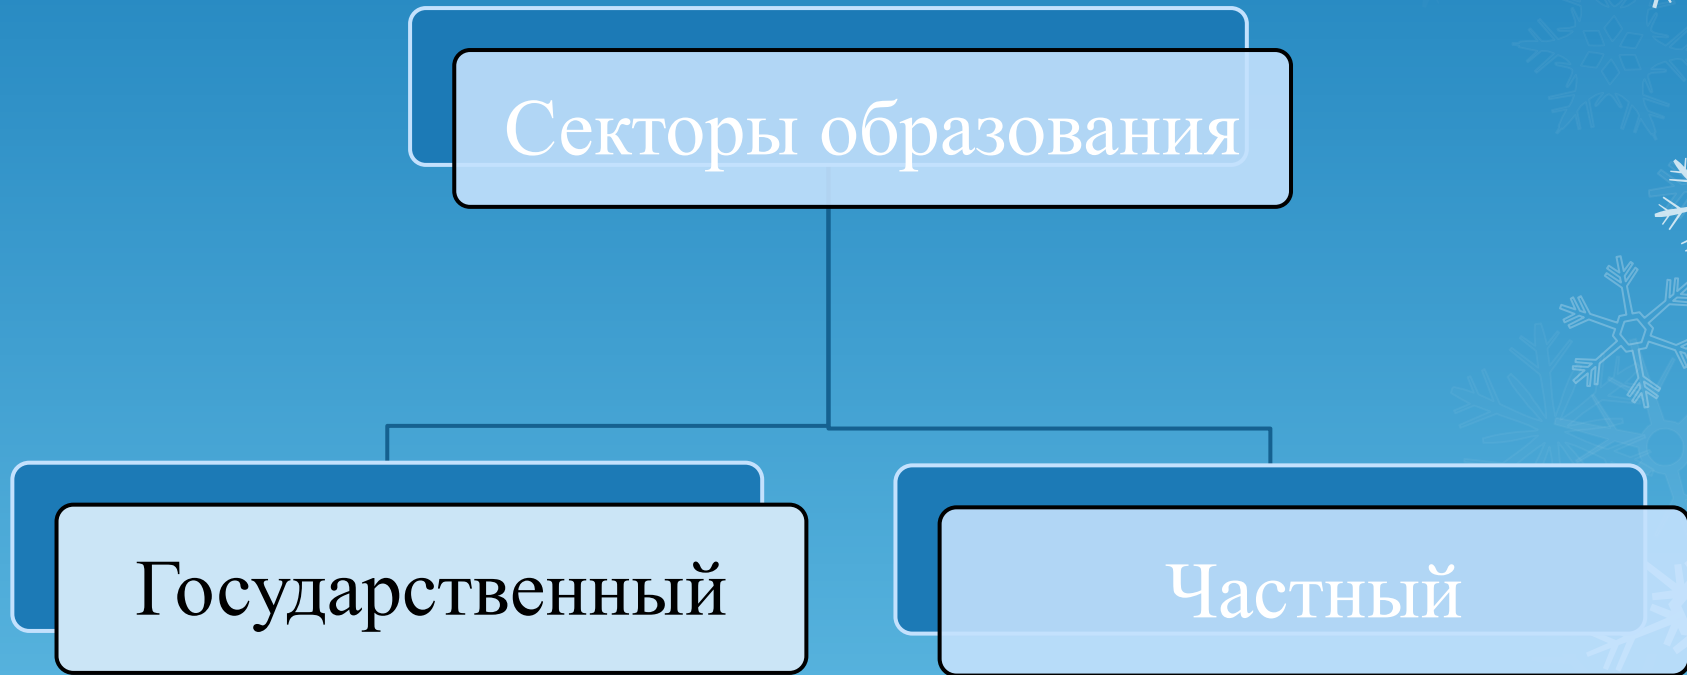 Секторы образования
Государственный
Частный